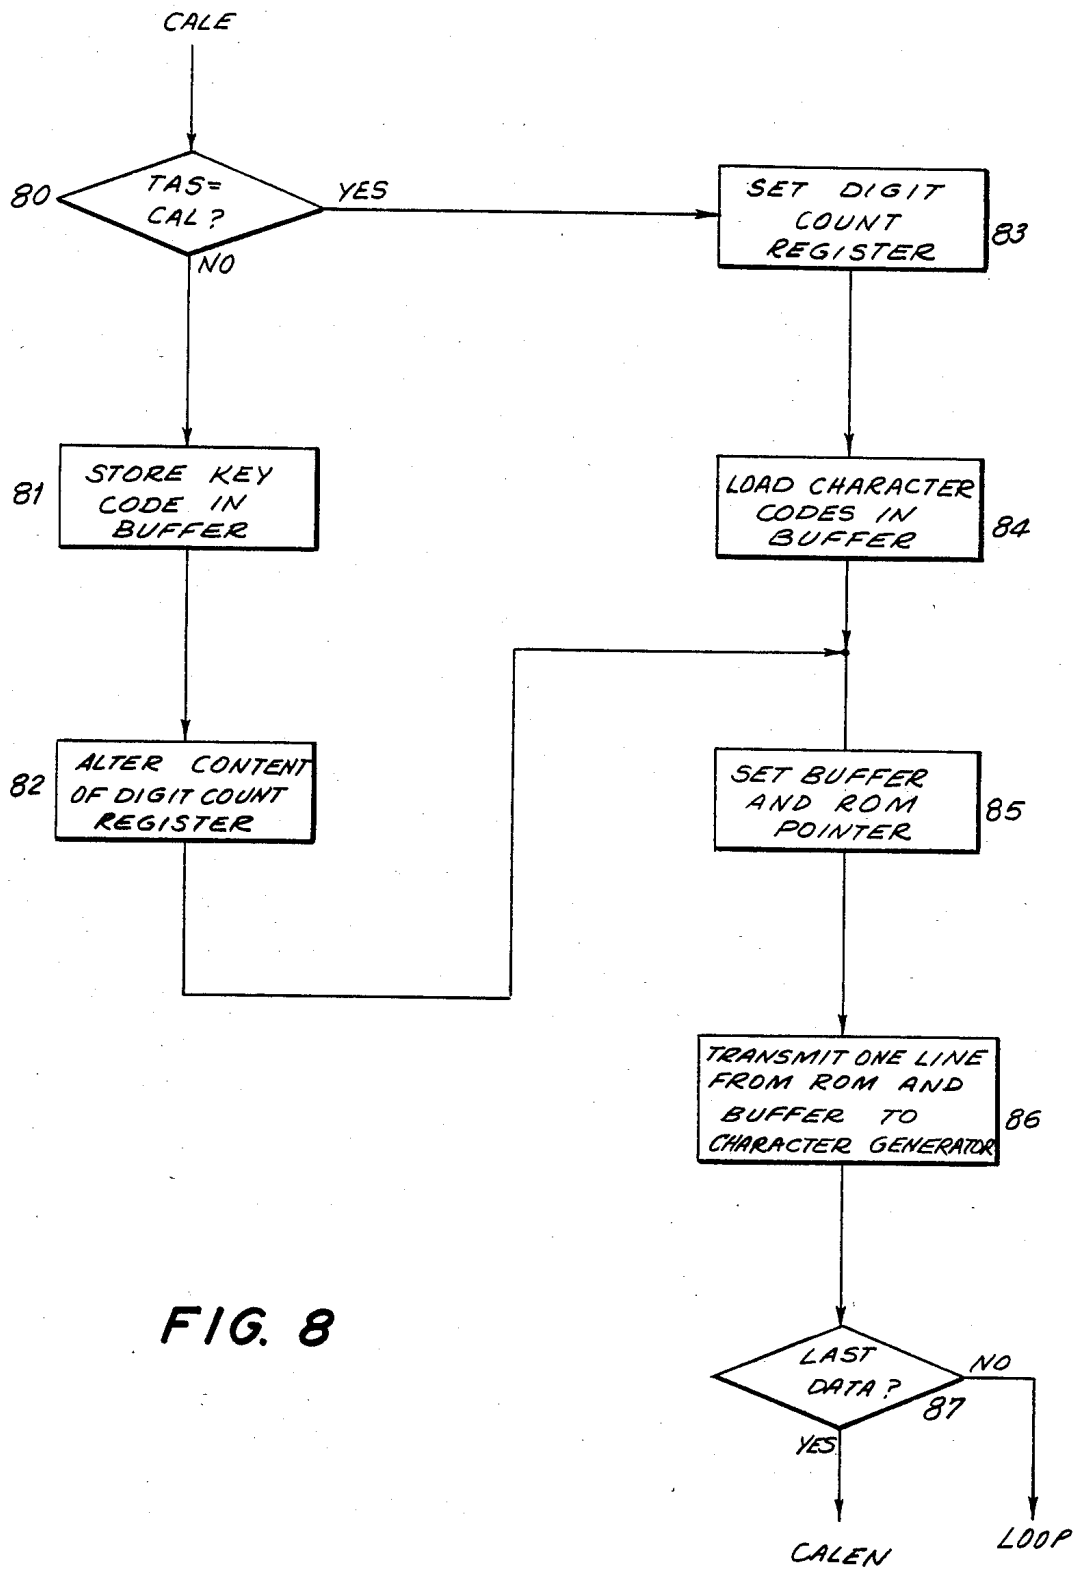 CALE
80
TAS=
CAL?
YES
NO
SET DIGIT
COUNT
REGISTER
83
81
STORE KEY
CODE IN
BUFFER
LOAD CHARACTER
CODES IN
BUFFER
84
82
ALTER CONTENT
OF DIGIT COUNT
REGISTER
SET BUFFER
AND ROM
POINTER
85
TRANSMIT ONE LINE
FROM ROM AND
BUFFER TO
CHARACTER GENERATOR
86
FIG. 8
LAST
DATA?
87
NO
YES
CALEN
LOOP